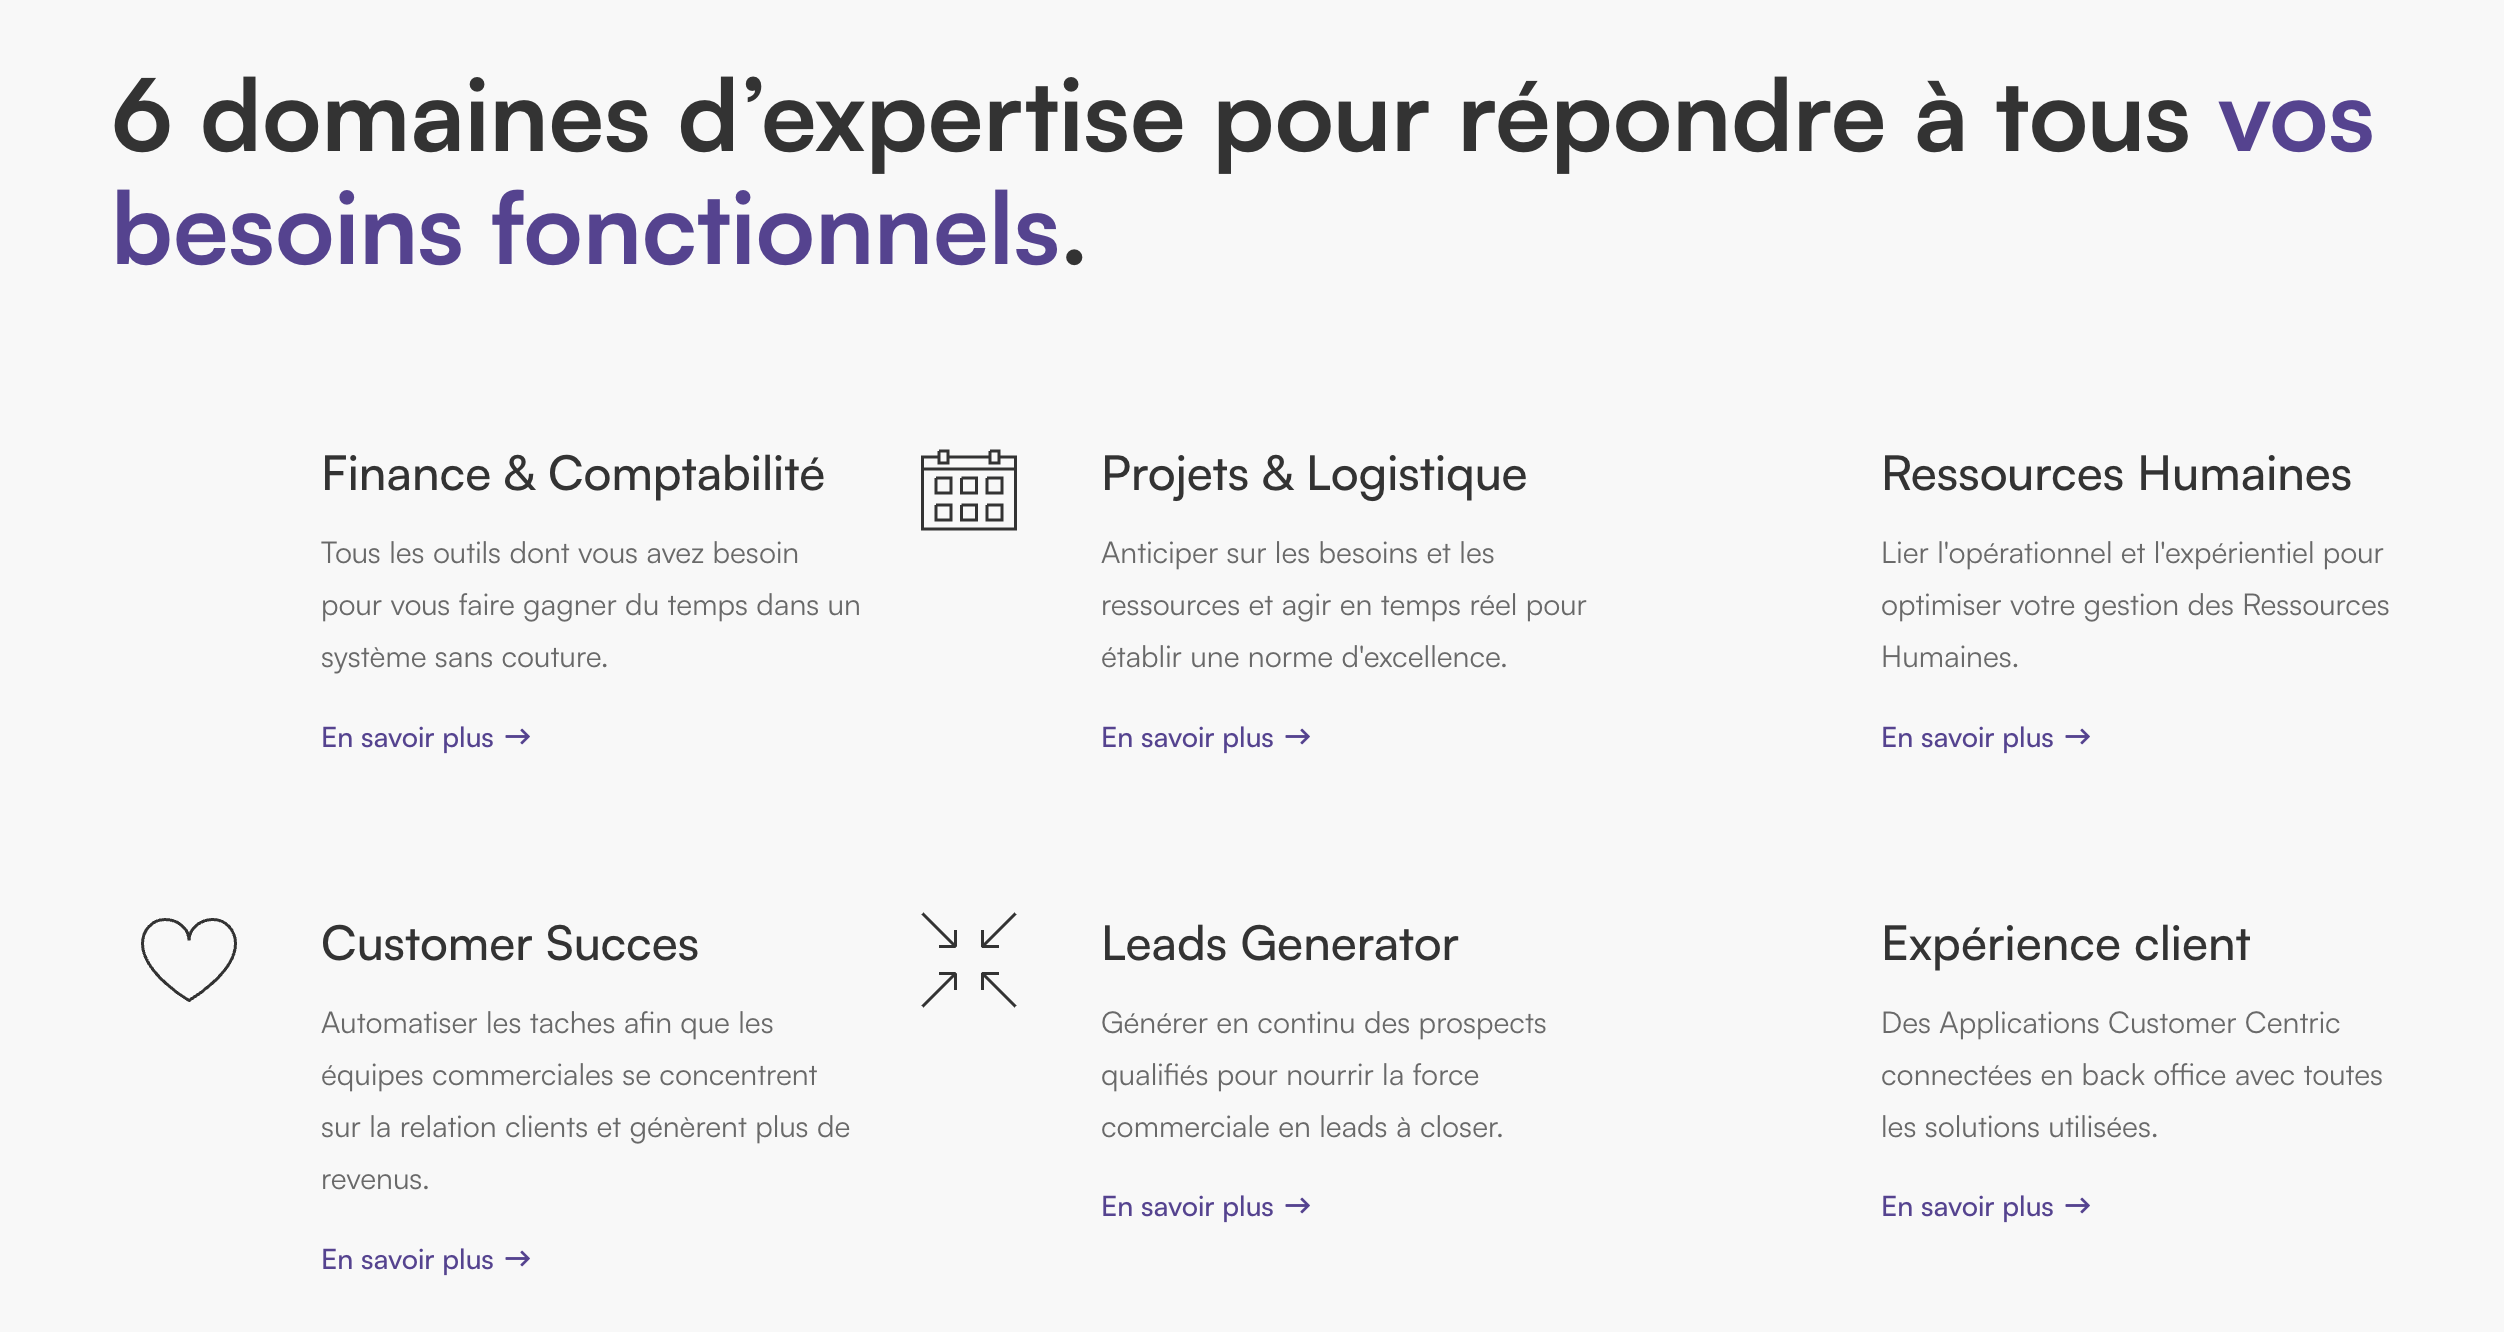 6 domaines d’expertise pour répondre à tous vos
besoins fonctionnels.
Finance & Comptabilité
Tous les outils dont vous avez besoin
pour vous faire gagner du temps dans un
système sans couture.
En savoir plus →
Projets & Logistique
Anticiper sur les besoins et les
ressources et agir en temps réel pour
établir une norme d'excellence.
En savoir plus →
Ressources Humaines
Lier l'opérationnel et l'expérientiel pour
optimiser votre gestion des Ressources
Humaines.
En savoir plus →
Customer Succes
Automatiser les taches afin que les
équipes commerciales se concentrent
sur la relation clients et génèrent plus de
revenus.
En savoir plus →
Leads Generator
Générer en continu des prospects
qualifiés pour nourrir la force
commerciale en leads à closer.
En savoir plus →
Expérience client
Des Applications Customer Centric
connectées en back office avec toutes
les solutions utilisées.
En savoir plus →